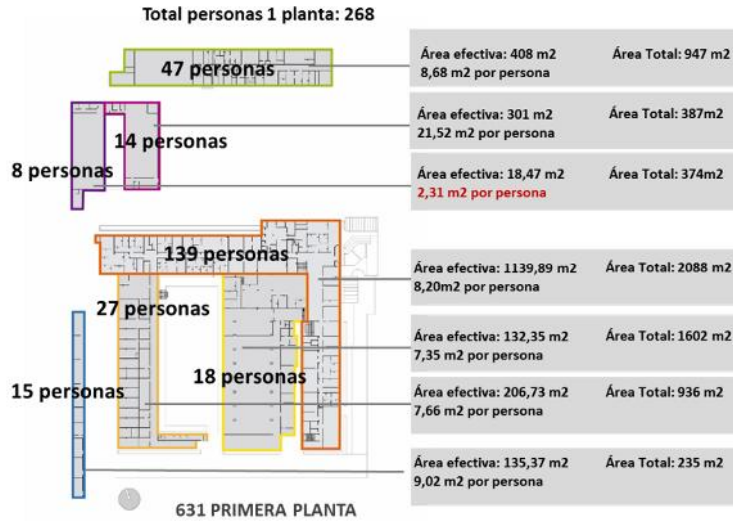 Total personas 1 planta: 268
47 personas
Área efectiva: 408 m2 Área Total: 947 m2
8,68 m2 por persona
14 personas
Área efectiva: 301 m2 Área Total: 387m2
21,52 m2 por persona
8 personas
Área efectiva: 18,47 m2 Área Total: 374m2
2,31 m2 por persona
139 personas
Área efectiva: 1139,89 m2 Área Total: 2088 m2
8,20m2 por persona
27 personas
Área efectiva: 132,35 m2 Área Total: 1602 m2
7,35 m2 por persona
18 personas
15 personas
Área efectiva: 206,73 m2 Área Total: 936 m2
7,66 m2 por persona
Área efectiva: 135,37 m2 Área Total: 235 m2
9,02 m2 por persona
631 PRIMERA PLANTA